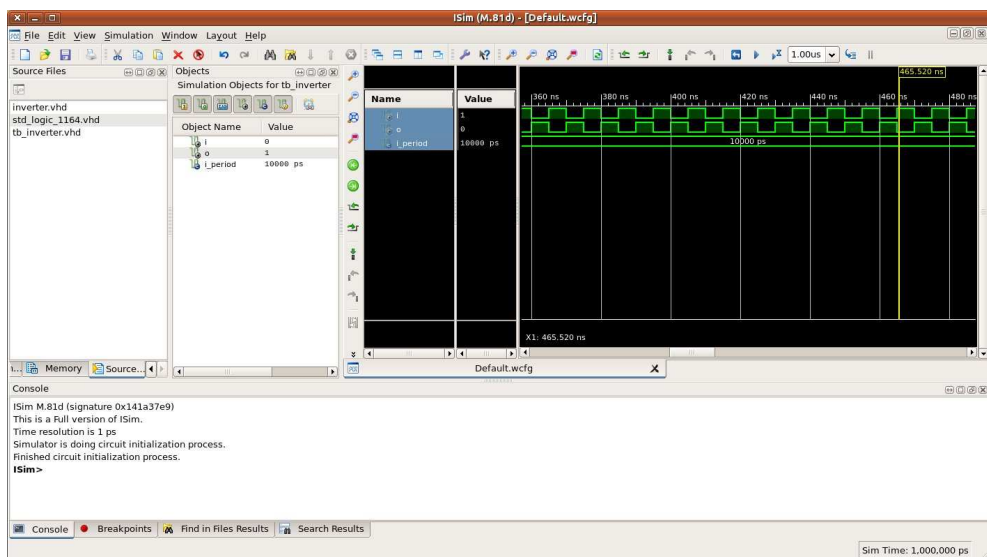 ISim (M.81d) - [Default.wcfg]
File Edit View Simulation Window Layout Help
1.00us
Source Files
inverter.vhd
std_logic_1164.vhd
tb_inverter.vhd
Memory
Source...
Objects
Simulation Objects for tb_inverter
Object Name Value
i 0
o 1
i_period 10000 ps
Name Value
i 1
o 0
i_period 10000 ps
465.520 ns
360 ns 380 ns 400 ns 420 ns 440 ns 460 ns 480 ns
10000 ps
X1: 465.520 ns
Default.wcfg
Console
ISim M.81d (signature 0x141a37e9)
This is a Full version of ISim.
Time resolution is 1 ps
Simulator is doing circuit initialization process.
Finished circuit initialization process.
ISim>
Console Breakpoints Find in Files Results Search Results
Sim Time: 1,000,000 ps